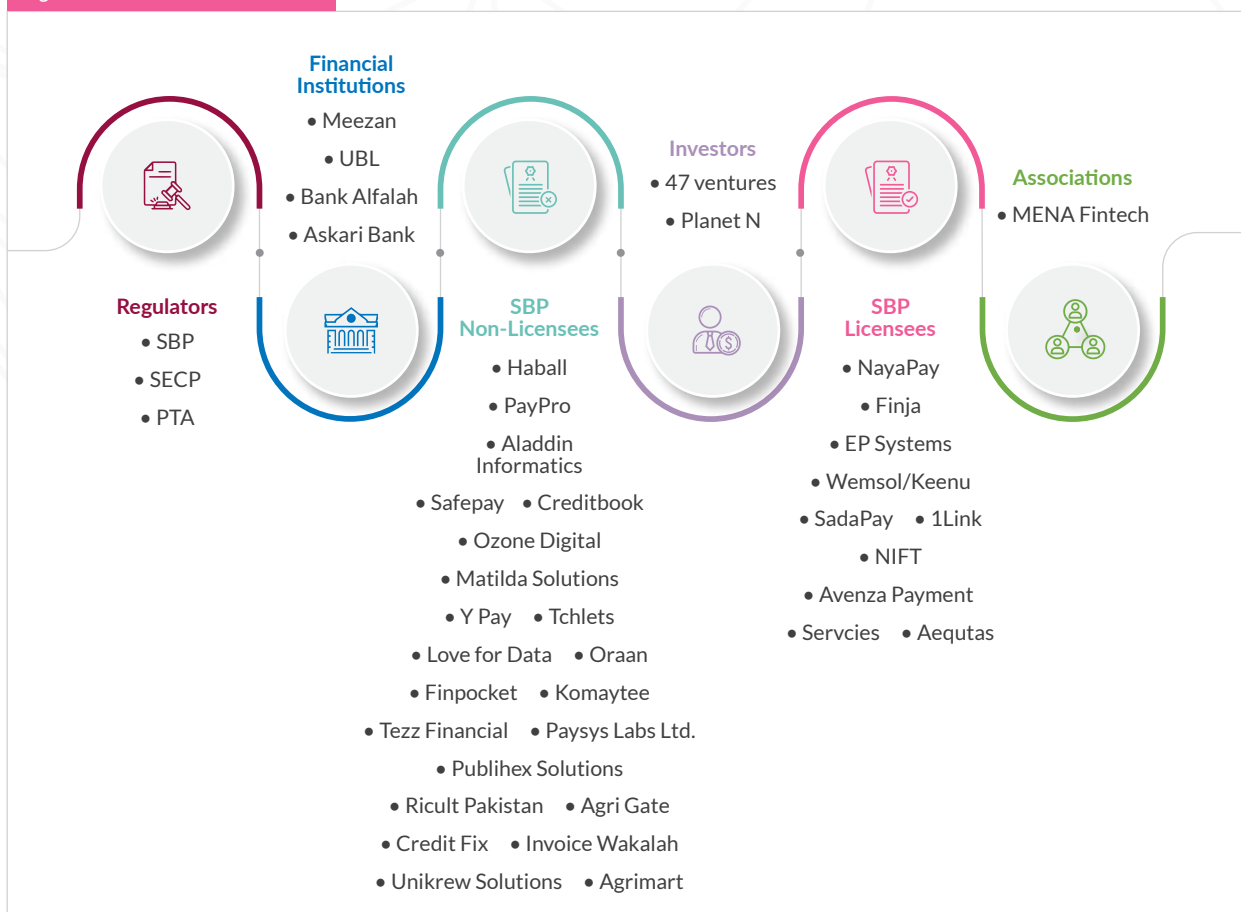 Financial
Institutions
• Meezan
• UBL
• Bank Alfalah
• Askari Bank
Investors
• 47 ventures
• Planet N
Associations
• MENA Fintech
Regulators
• SBP
• SECP
• PTA
SBP
Non-Licensees
• Haball
• PayPro
• Aladdin
Informatics
• Safepay • Creditbook
• Ozone Digital
• Matilda Solutions
• Y Pay • Tchlets
• Love for Data • Oraan
• Finpocket • Komaytee
• Tezz Financial • Paysys Labs Ltd.
• Publihex Solutions
• Ricult Pakistan • Agri Gate
• Credit Fix • Invoice Wakalah
• Unikrew Solutions • Agrimart
SBP
Licensees
• NayaPay
• Finja
• EP Systems
• Wemsol/Keenu
• SadaPay • 1Link
• NIFT
• Avenza Payment
• Servcies • Aequtas